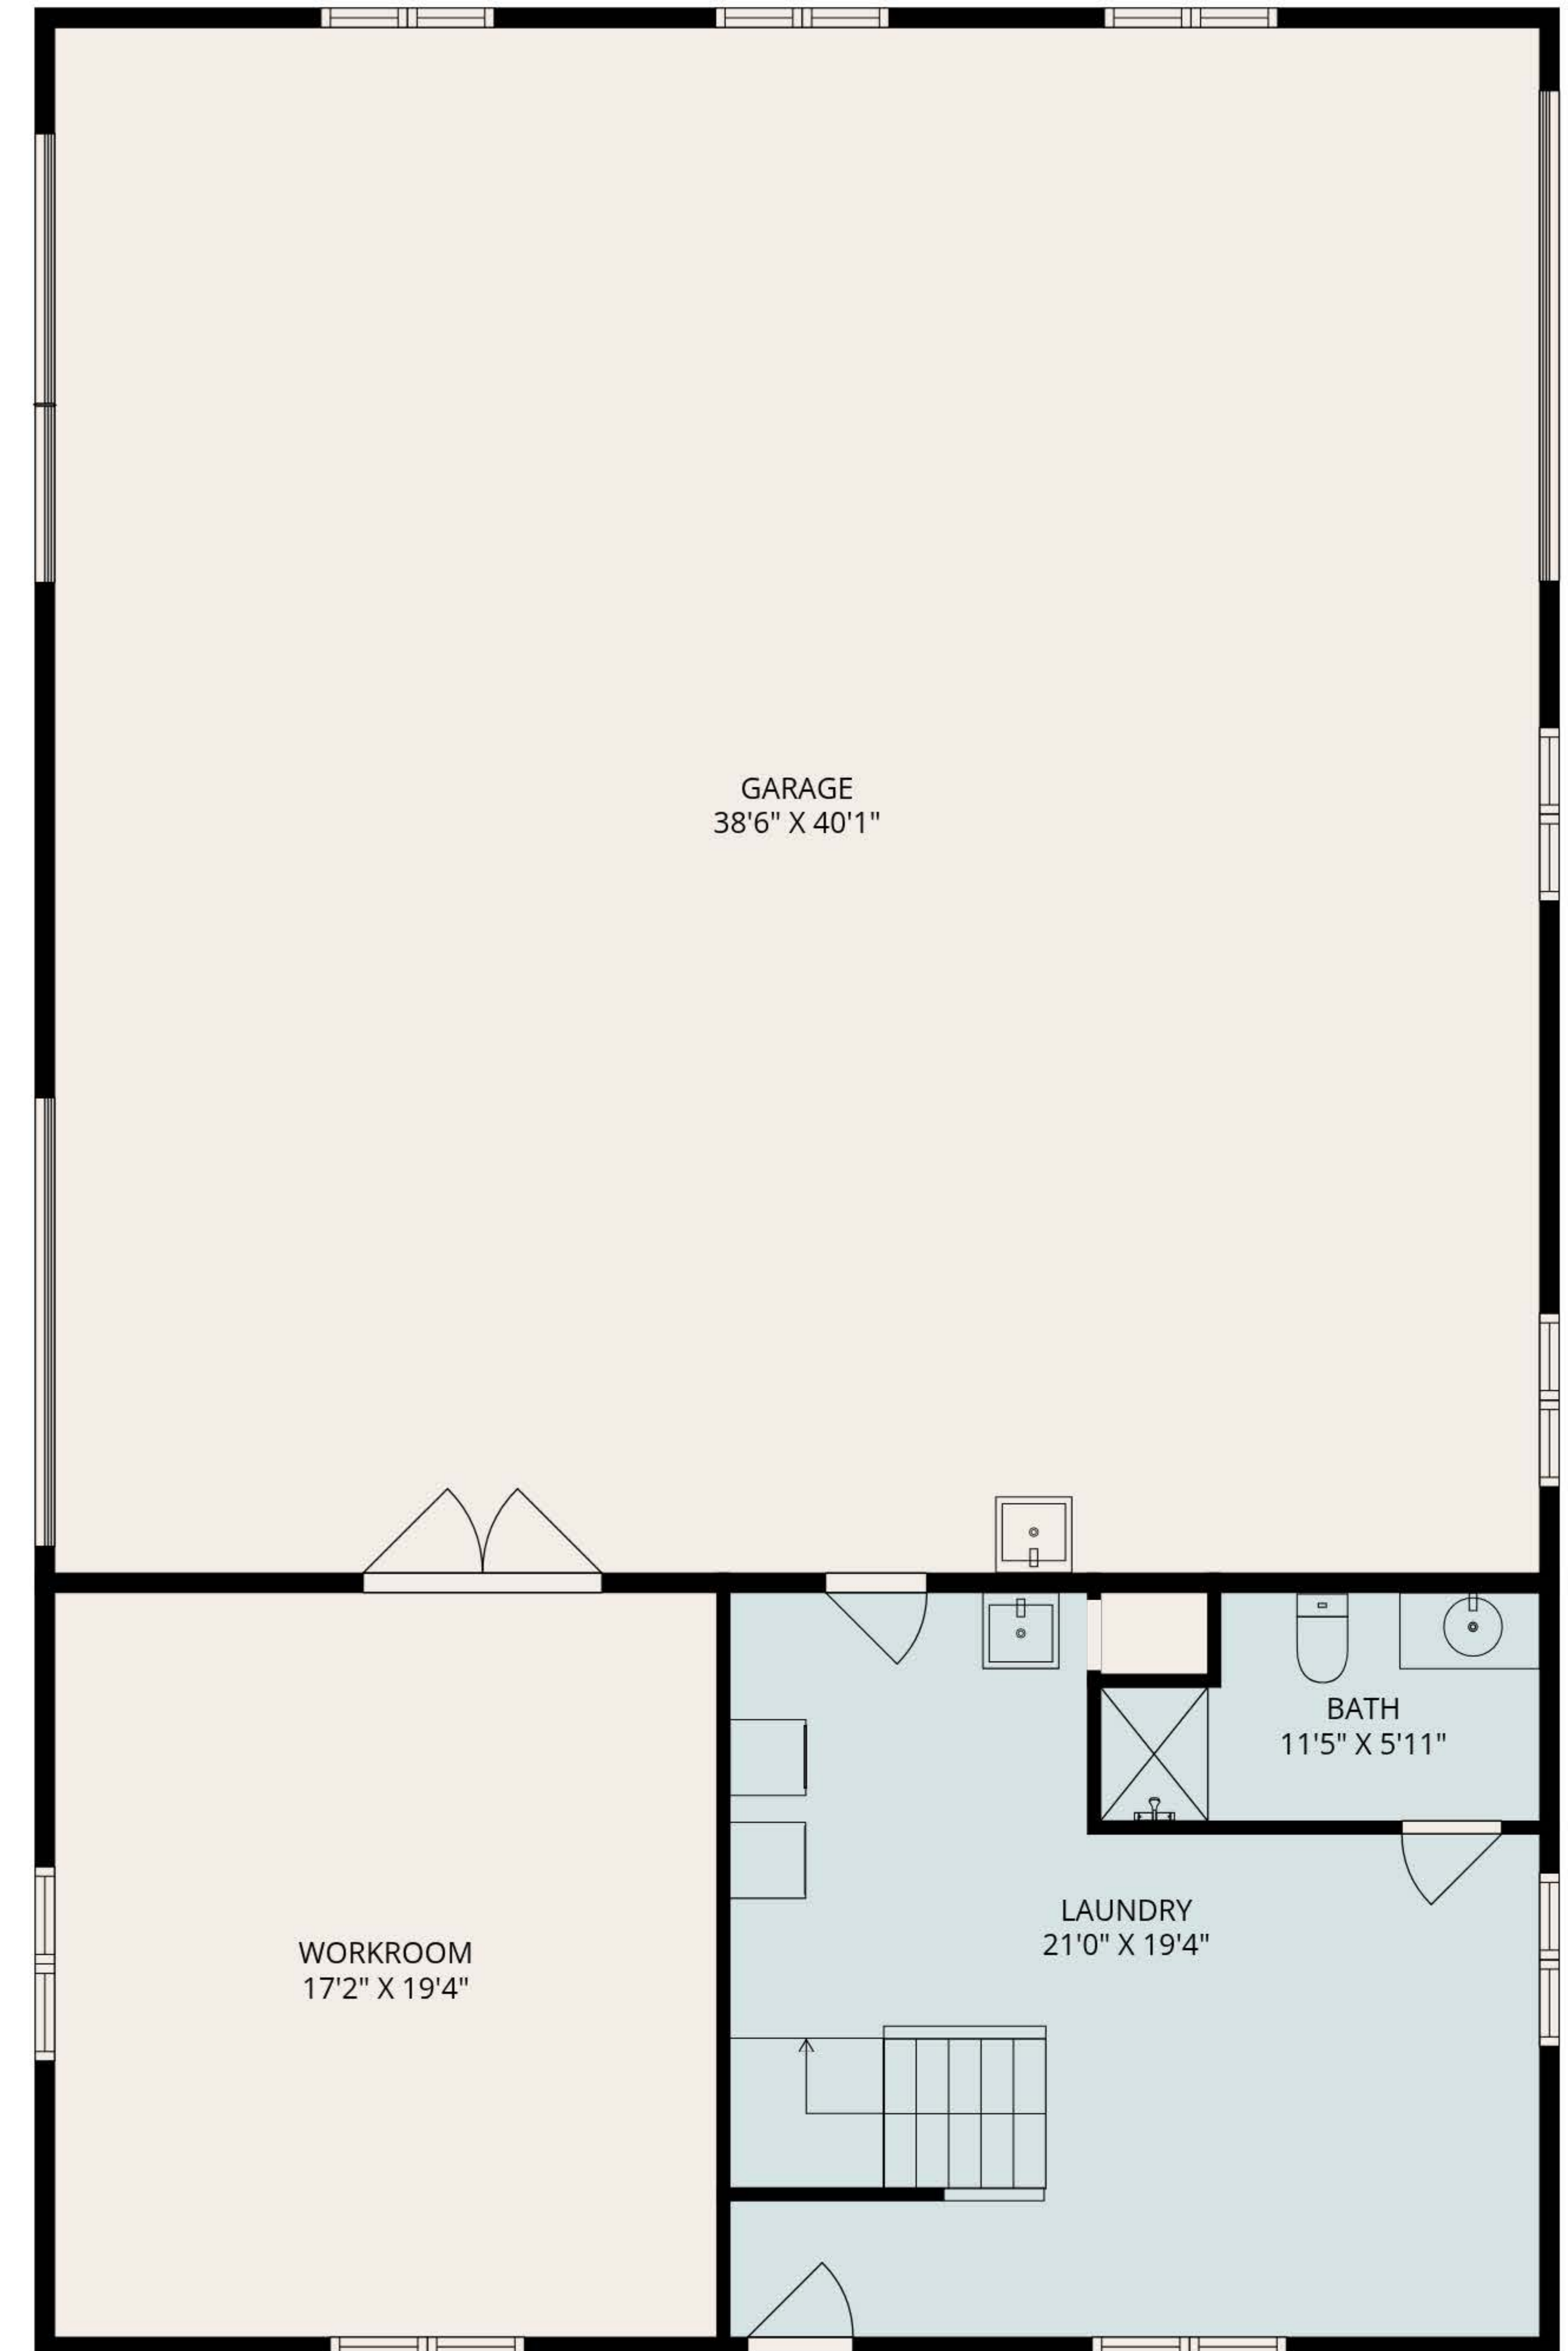 GARAGE
38'6" X 40'1"
BATH
11'5" X 5'11"
LAUNDRY
21'0" X 19'4"
WORKROOM
17'2" X 19'4"